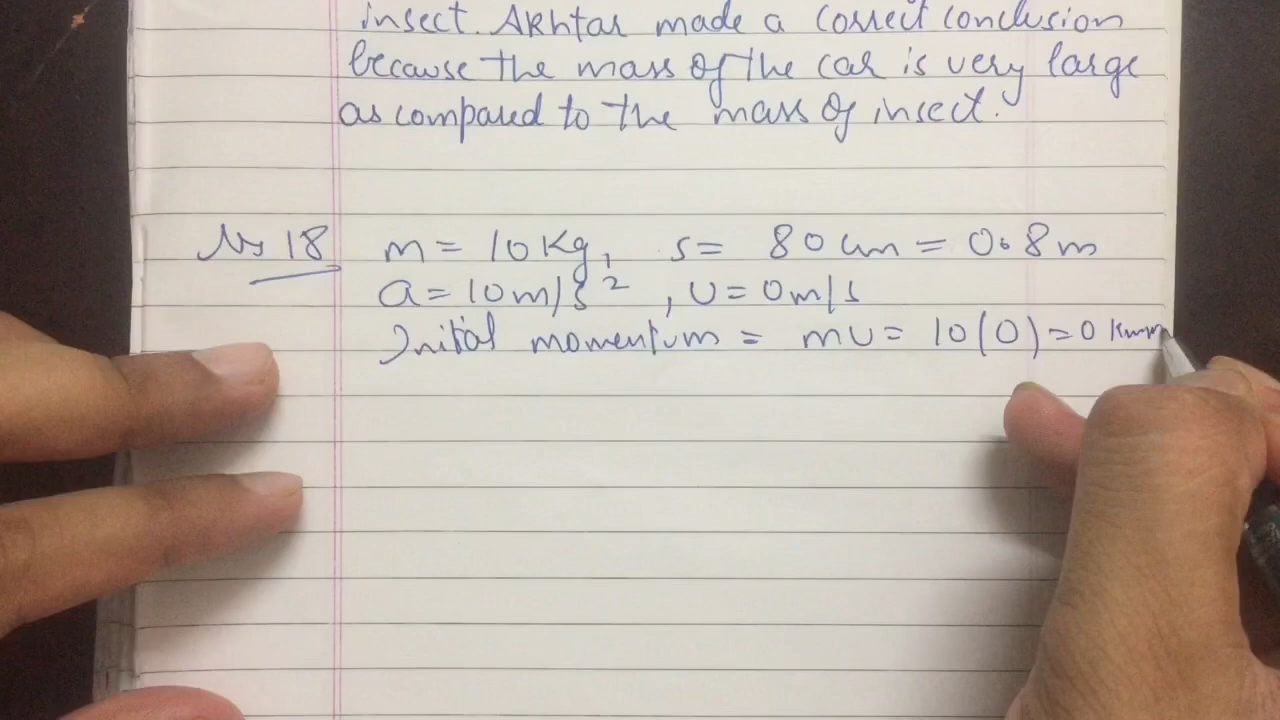 insect. Akhtar made a correct conclusion
because the mass of the car is very large
as compared to the mass of insect.
18 m = 10 Kg, s = 80 cm = 0.8 m
a = 10 m/s², u = 0 m/s
Initial momentum = mu = 10(0) = 0